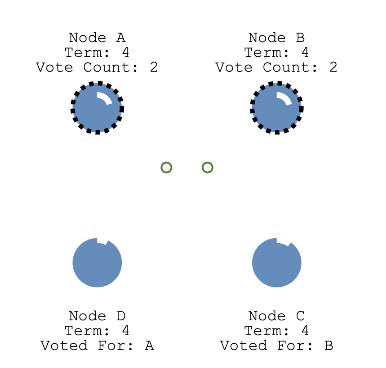 Node A
Term: 4
Vote Count: 2
Node B
Term: 4
Vote Count: 2
Node D
Term: 4
Voted For: A
Node C
Term: 4
Voted For: B